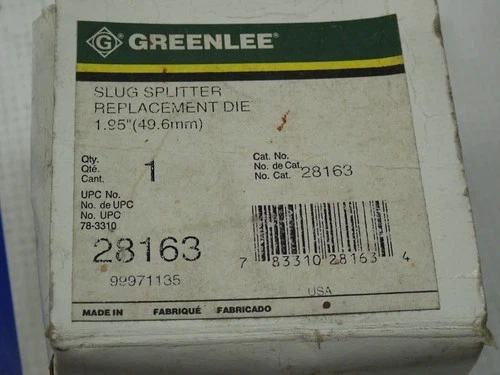 G GREENLEE®
SLUG SPLITTER
REPLACEMENT DIE
1.95"(49.6mm)
Qty.
Qté.
Cant.
1
Cat. No.
No. de Cat.
No. Cat.
28163
UPC No.
No. de UPC
No. UPC
78-3310
28163
99971135
7 83310 28163 4
USA
MADE IN FABRIQUÉ FABRICADO